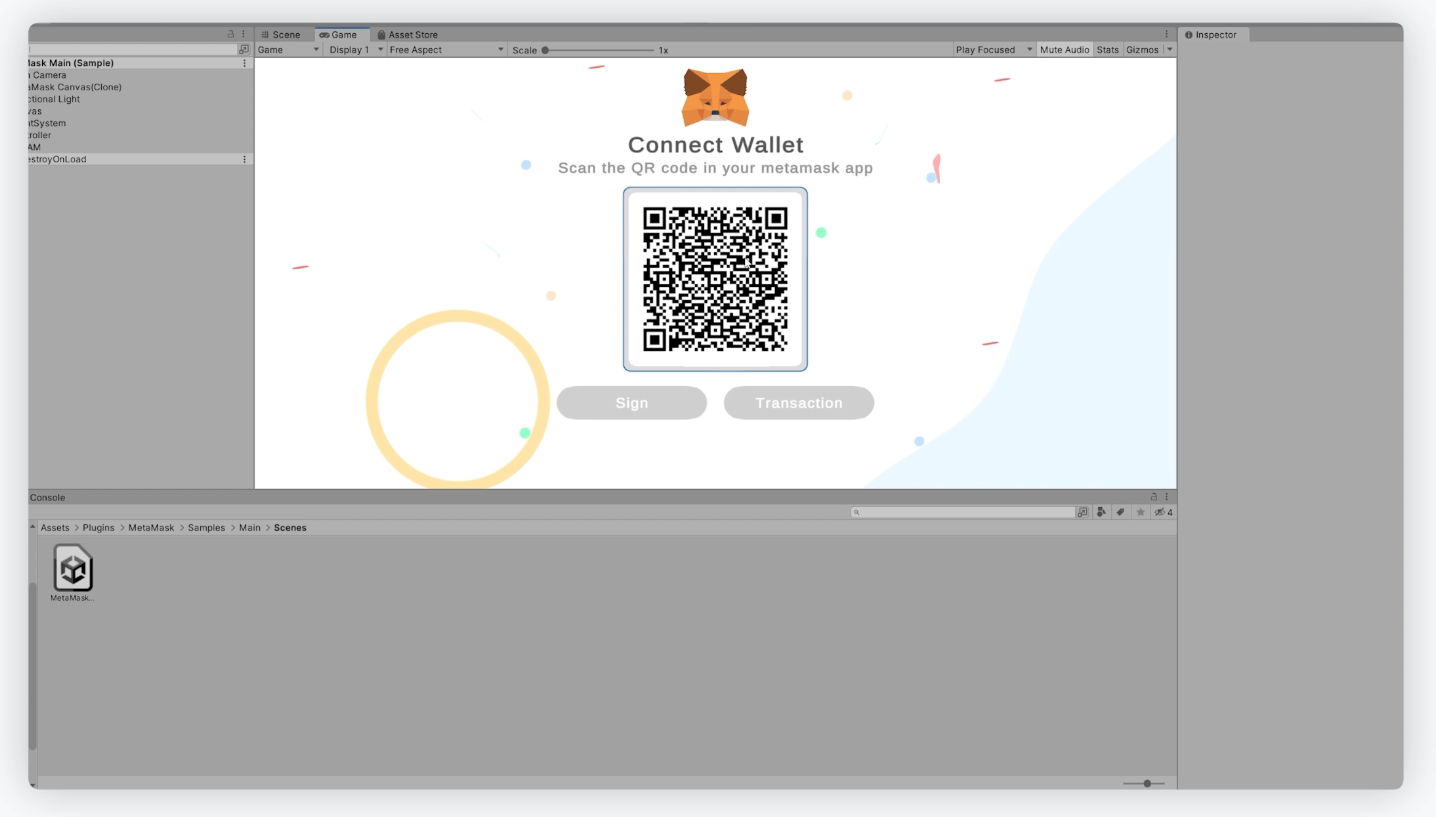 Scene Game Asset Store Inspector
Game Display 1 Free Aspect Scale 1x Play Focused Mute Audio Stats Gizmos
Mask Main (Sample)
Camera
aMask Canvas(Clone)
ctional Light
vas
ntSystem
roller
AM
estroyOnLoad
Connect Wallet
Scan the QR code in your metamask app
Sign Transaction
Console
4
Assets > Plugins > MetaMask > Samples > Main > Scenes
MetaMask...